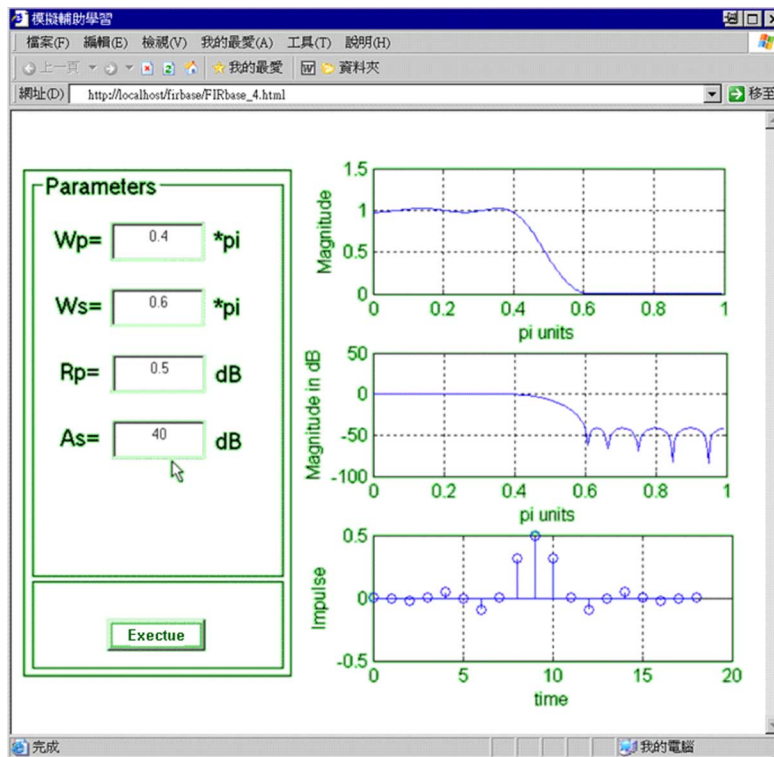 模擬輔助學習
檔案(F) 編輯(E) 檢視(V) 我的最愛(A) 工具(T) 說明(H)
上一頁 我的最愛 資料夾
網址(D) http://localhost/firbase/FIRbase_4.html 移至
Parameters
Wp= 0.4 *pi
Ws= 0.6 *pi
Rp= 0.5 dB
As= 40 dB
Exectue
Magnitude
1.5
1
0.5
0
0 0.2 0.4 0.6 0.8 1
pi units
Magnitude in dB
50
0
-50
-100
0 0.2 0.4 0.6 0.8 1
pi units
Impulse
0.5
0
-0.5
0 5 10 15 20
time
完成 我的電腦